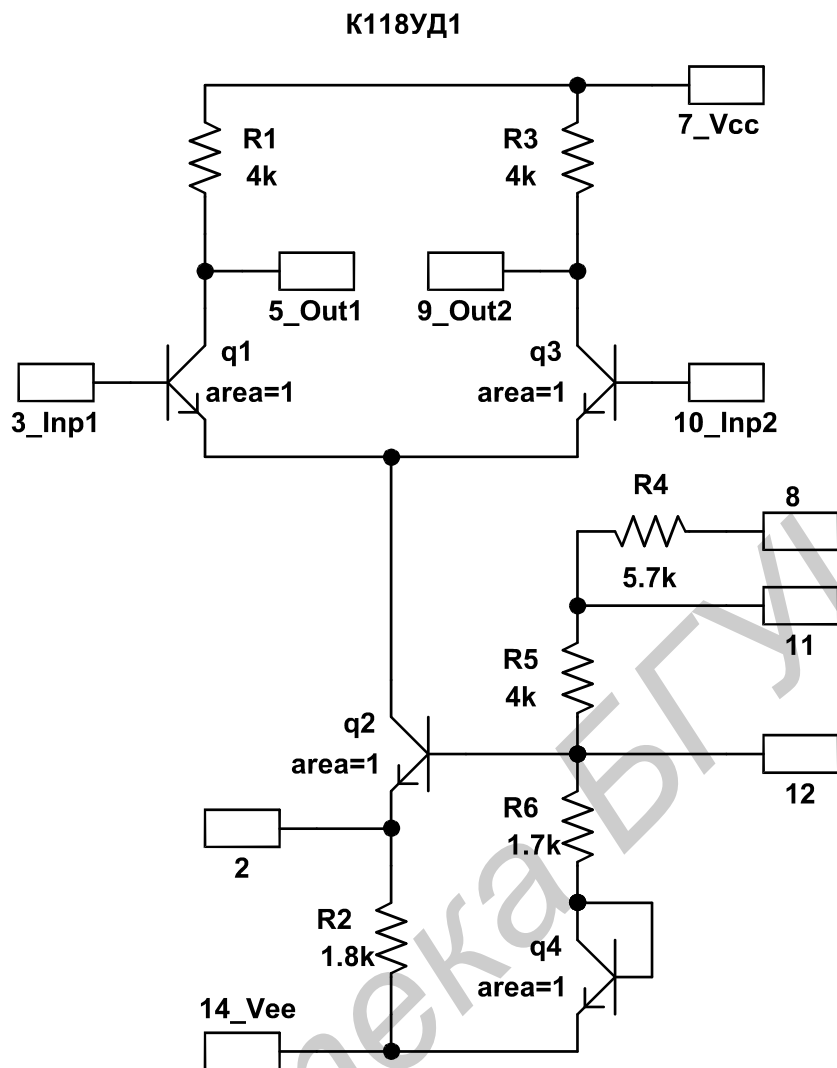 К118УД1
7_Vcc
R1
4k
R3
4k
5_Out1
9_Out2
q1
area=1
q3
area=1
3_Inp1
10_Inp2
R4
5.7k
8
11
R5
4k
q2
area=1
12
R6
1.7k
2
R2
1.8k
q4
area=1
14_Vee